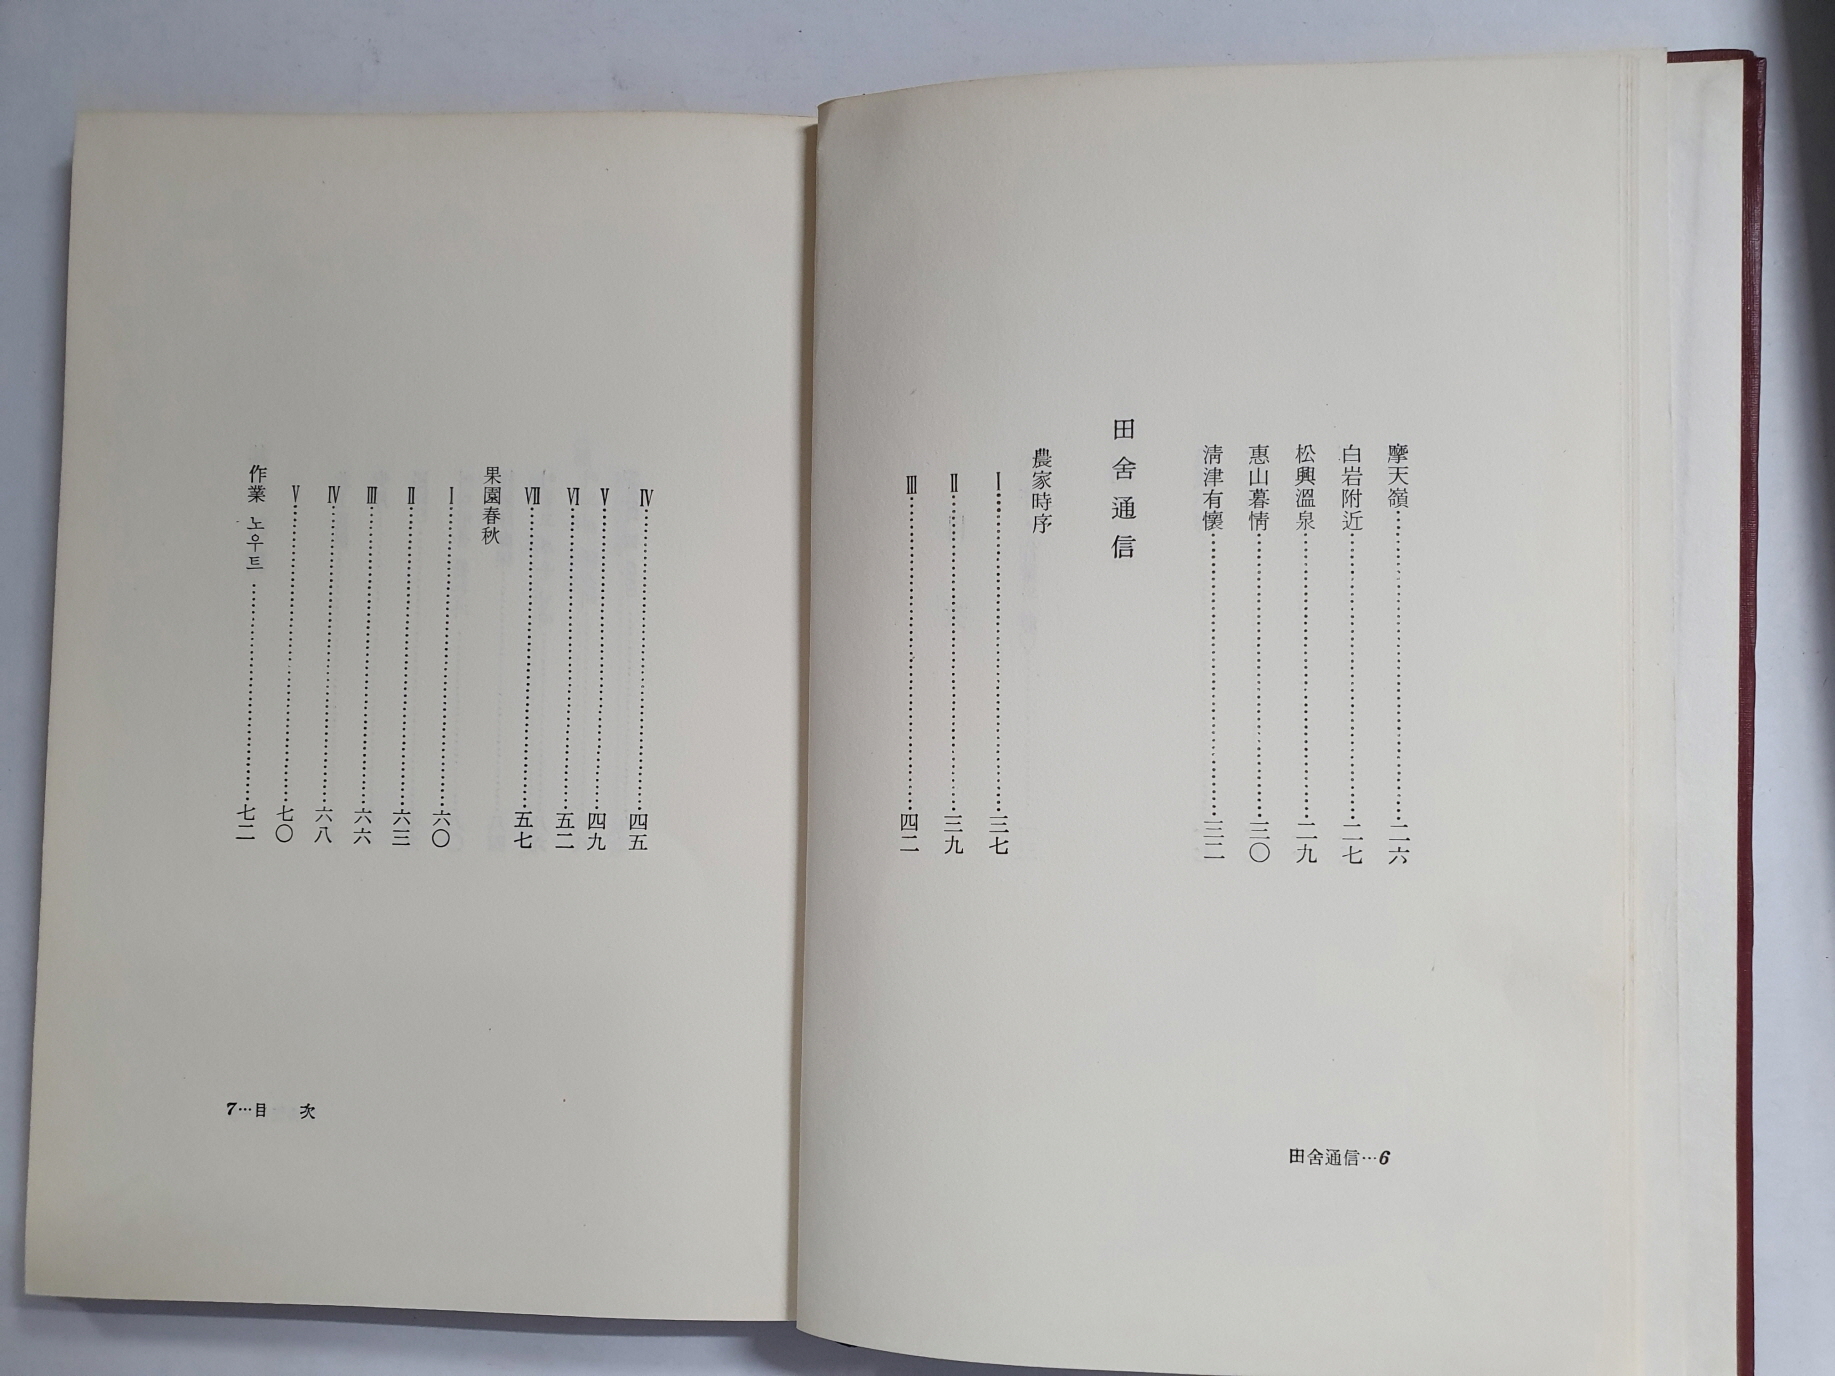 摩天嶺……二六
白岩附近……二七
松興溫泉……二九
惠山暮情……三〇
淸津有懷……三二
田舍通信
農家時序
Ⅰ……三七
Ⅱ……三九
Ⅲ……四二
田舍通信…6
Ⅳ……四五
Ⅴ……四九
Ⅵ……五二
Ⅶ……五七
果園春秋
Ⅰ……六〇
Ⅱ……六三
Ⅲ……六六
Ⅳ……六八
Ⅴ……七〇
作業 노우트……七二
7…目 次